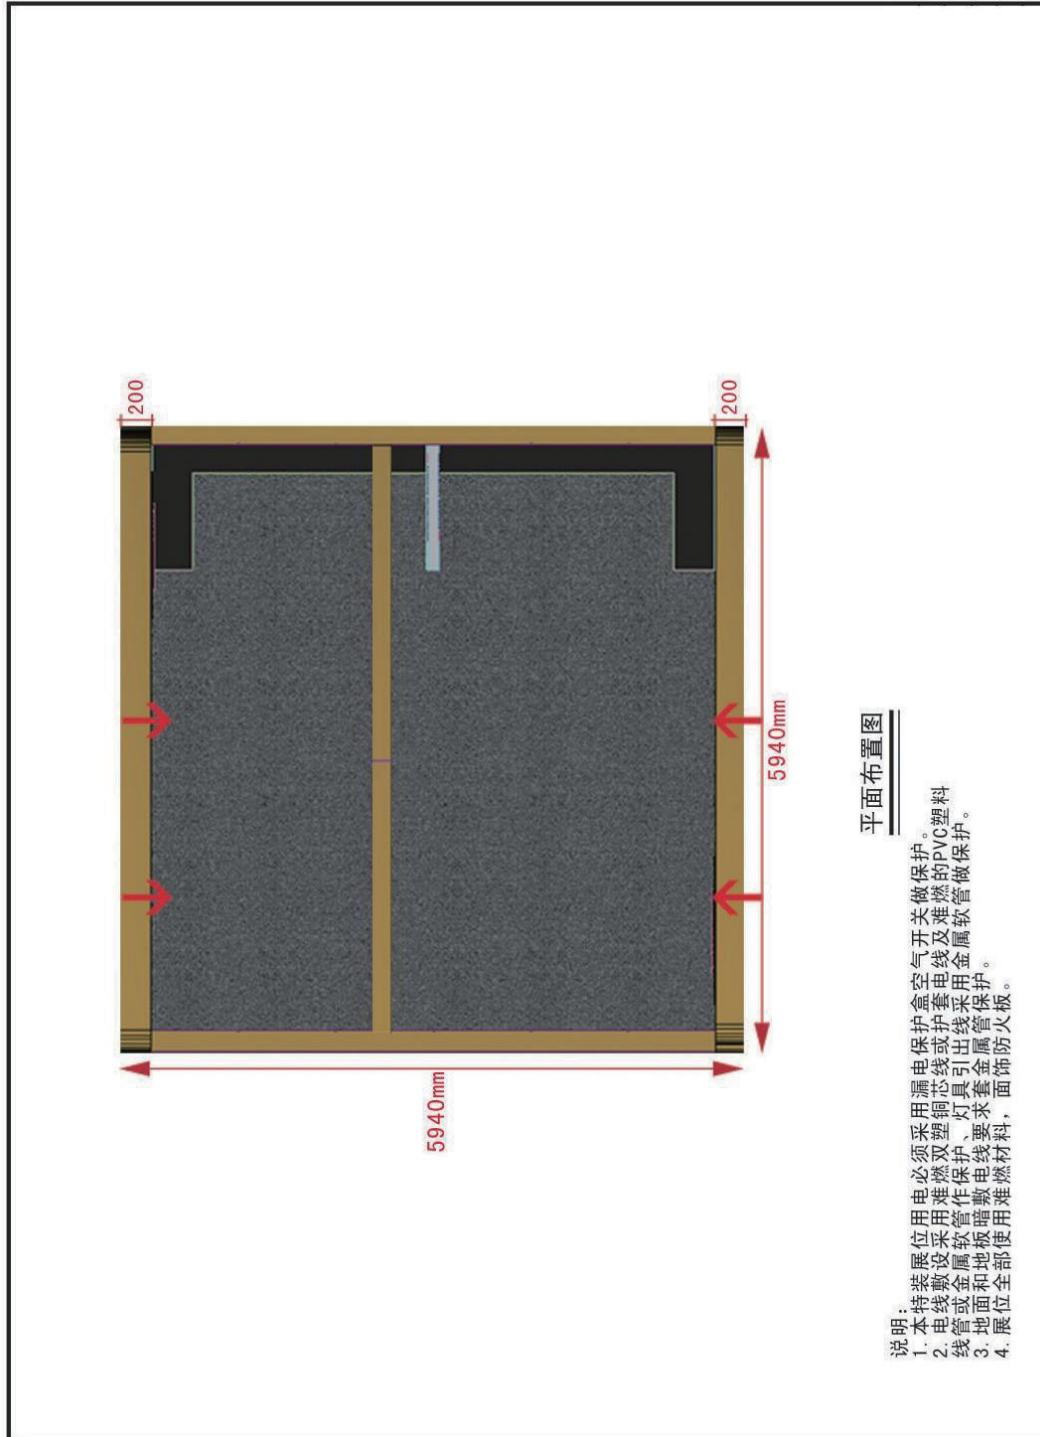 200
200
5940mm
5940mm
平面布置图
说明：
1. 本特装展位用电必须采用漏电保护盒空气开关做保护。
2. 电线敷设采用难燃双塑铜芯线或护套电线及难燃的PVC塑料
线管或金属软管作保护、灯具引出线采用金属软管做保护。
3. 地面和地板暗敷电线要求套金属管保护。
4. 展位全部使用难燃材料，面饰防火板。